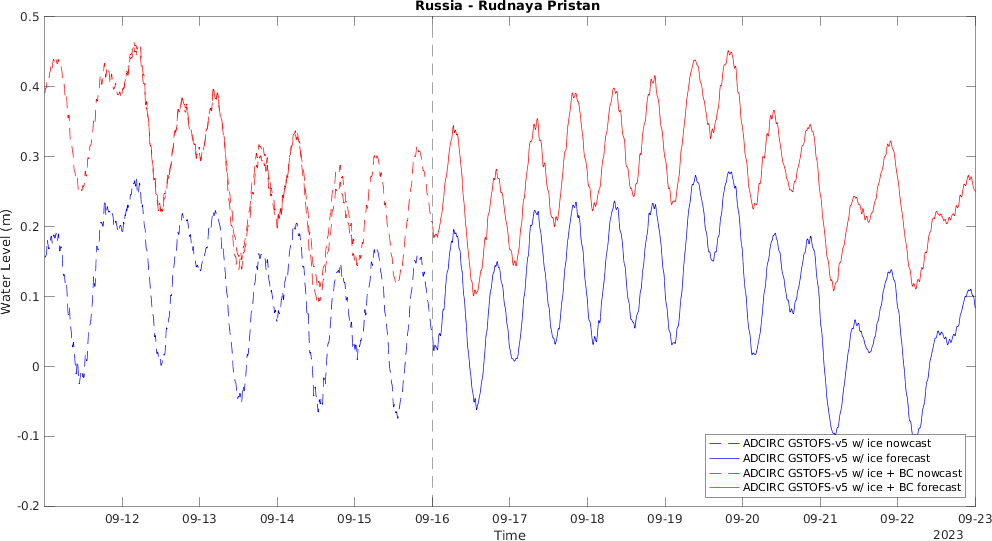 Russia - Rudnaya Pristan
0.5
0.4
0.3
0.2
0.1
0
-0.1
-0.2
Water Level (m)
ADCIRC GSTOFS-v5 w/ ice nowcast
ADCIRC GSTOFS-v5 w/ ice forecast
ADCIRC GSTOFS-v5 w/ ice + BC nowcast
ADCIRC GSTOFS-v5 w/ ice + BC forecast
09-12 09-13 09-14 09-15 09-16 09-17 09-18 09-19 09-20 09-21 09-22 09-23
Time
2023